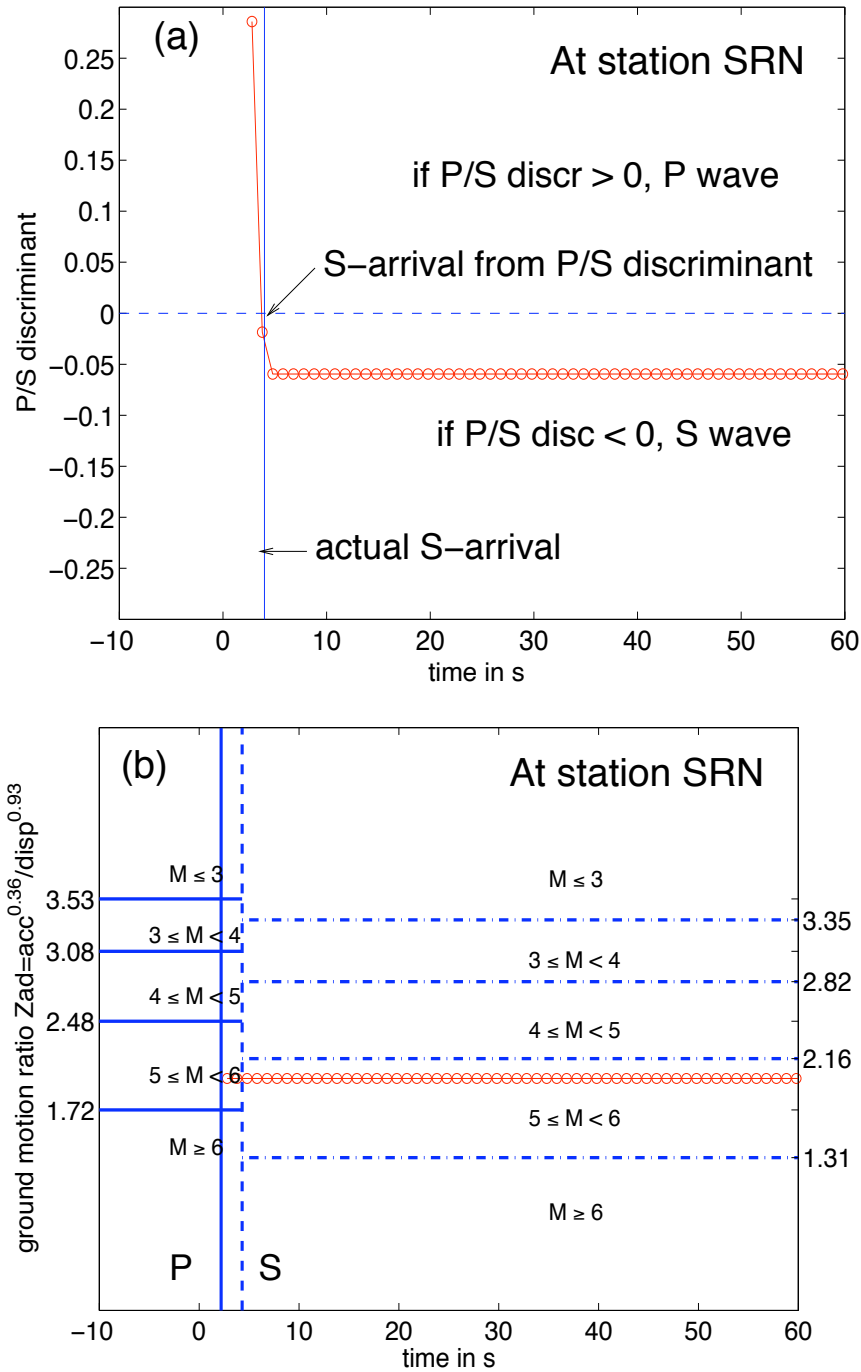 (a)
At station SRN
if P/S discr > 0, P wave
S−arrival from P/S discriminant
if P/S disc < 0, S wave
actual S−arrival
P/S discriminant
0.25
0.2
0.15
0.1
0.05
0
−0.05
−0.1
−0.15
−0.2
−0.25
−10 0 10 20 30 40 50 60
time in s
(b)
At station SRN
ground motion ratio Zad=acc^0.36/disp^0.93
M ≤ 3
M ≤ 3
3.53
3.35
3 ≤ M < 4
3.08
3 ≤ M < 4
2.82
4 ≤ M < 5
2.48
4 ≤ M < 5
2.16
5 ≤ M < 6
1.72
5 ≤ M < 6
M ≥ 6
1.31
M ≥ 6
P S
−10 0 10 20 30 40 50 60
time in s